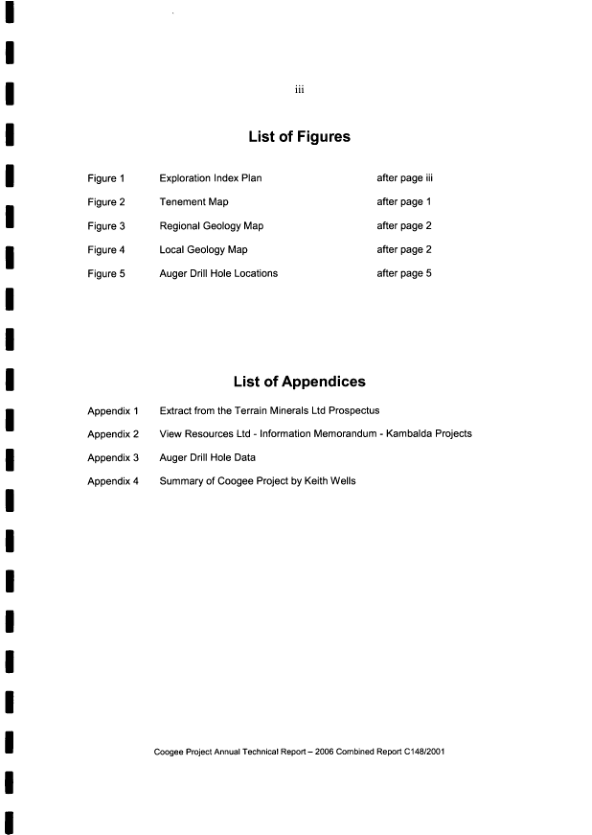 iii
List of Figures
Figure 1 Exploration Index Plan after page iii
Figure 2 Tenement Map after page 1
Figure 3 Regional Geology Map after page 2
Figure 4 Local Geology Map after page 2
Figure 5 Auger Drill Hole Locations after page 5
List of Appendices
Appendix 1 Extract from the Terrain Minerals Ltd Prospectus
Appendix 2 View Resources Ltd - Information Memorandum - Kambalda Projects
Appendix 3 Auger Drill Hole Data
Appendix 4 Summary of Coogee Project by Keith Wells
Coogee Project Annual Technical Report – 2006 Combined Report C148/2001